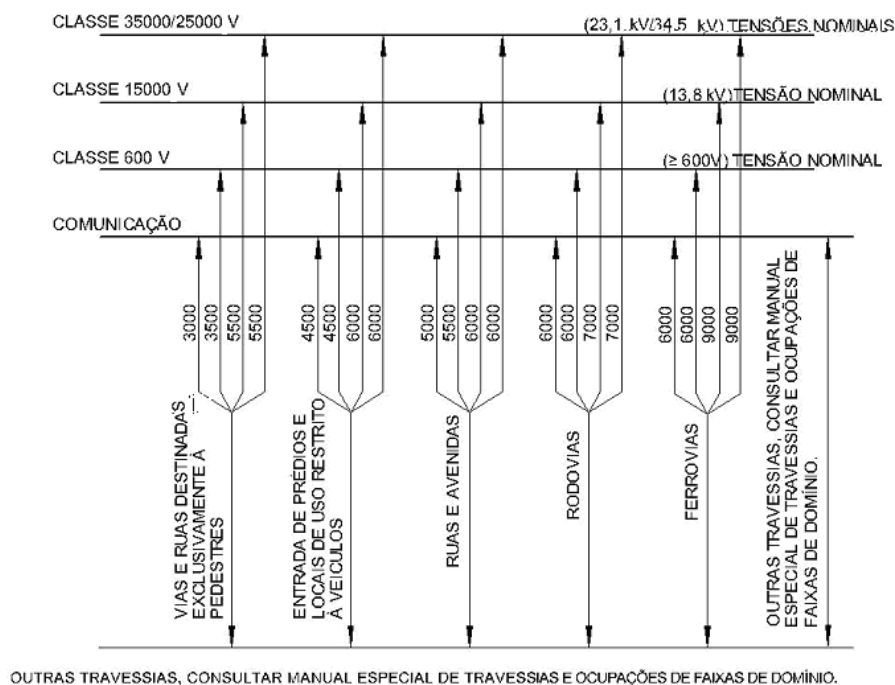 CLASSE 35000/25000 V
(23,1 kV/34.5 kV) TENSÕES NOMINAIS
CLASSE 15000 V
(13,8 kV) TENSÃO NOMINAL
CLASSE 600 V
(≥ 600V) TENSÃO NOMINAL
COMUNICAÇÃO
3000
3500
5500
5500
4500
4500
6000
6000
5000
5500
6000
6000
6000
6000
7000
7000
6000
6000
9000
9000
VIAS E RUAS DESTINADAS
EXCLUSIVAMENTE À
PEDESTRES
ENTRADA DE PRÉDIOS E
LOCAIS DE USO RESTRITO
À VEICULOS
RUAS E AVENIDAS
RODOVIAS
FERROVIAS
OUTRAS TRAVESSIAS, CONSULTAR MANUAL
ESPECIAL DE TRAVESSIAS E OCUPAÇÕES DE
FAIXAS DE DOMÍNIO.
OUTRAS TRAVESSIAS, CONSULTAR MANUAL ESPECIAL DE TRAVESSIAS E OCUPAÇÕES DE FAIXAS DE DOMÍNIO.